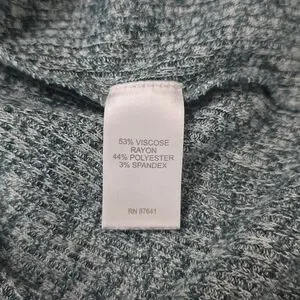 53% VISCOSE
RAYON
44% POLYESTER
3% SPANDEX
RN 97641